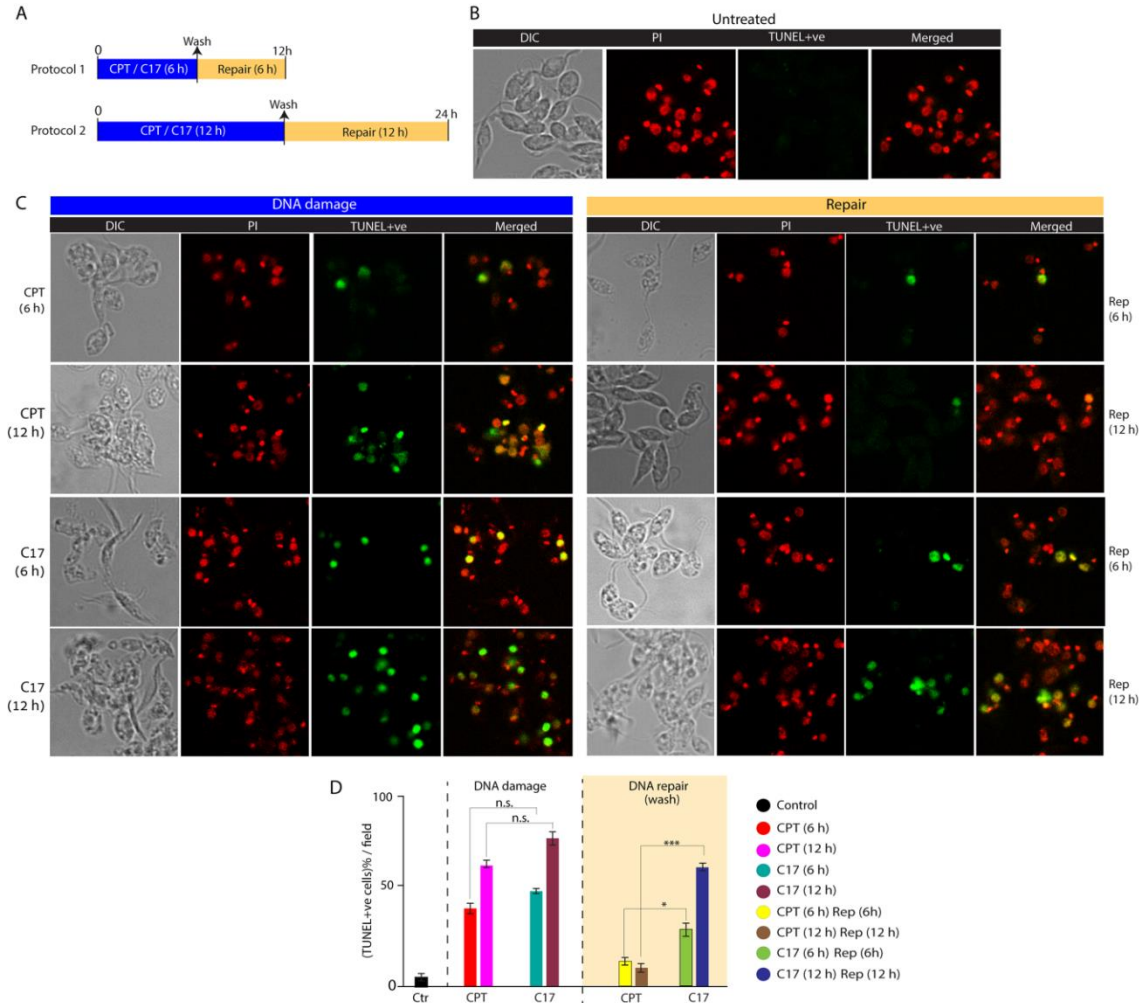 A
0
Wash
12h
Protocol 1
CPT / C17 (6 h)
Repair (6 h)
0
Wash
24 h
Protocol 2
CPT / C17 (12 h)
Repair (12 h)
B
Untreated
DIC PI TUNEL+ve Merged
C
DNA damage
DIC PI TUNEL+ve Merged
CPT
(6 h)
CPT
(12 h)
C17
(6 h)
C17
(12 h)
Repair
DIC PI TUNEL+ve Merged
Rep
(6 h)
Rep
(12 h)
Rep
(6 h)
Rep
(12 h)
D
(TUNEL+ve cells)% / field
100
50
0
DNA damage
n.s.
n.s.
DNA repair
(wash)
***
*
Ctr CPT C17 CPT C17
Control
CPT (6 h)
CPT (12 h)
C17 (6 h)
C17 (12 h)
CPT (6 h) Rep (6h)
CPT (12 h) Rep (12 h)
C17 (6 h) Rep (6h)
C17 (12 h) Rep (12 h)